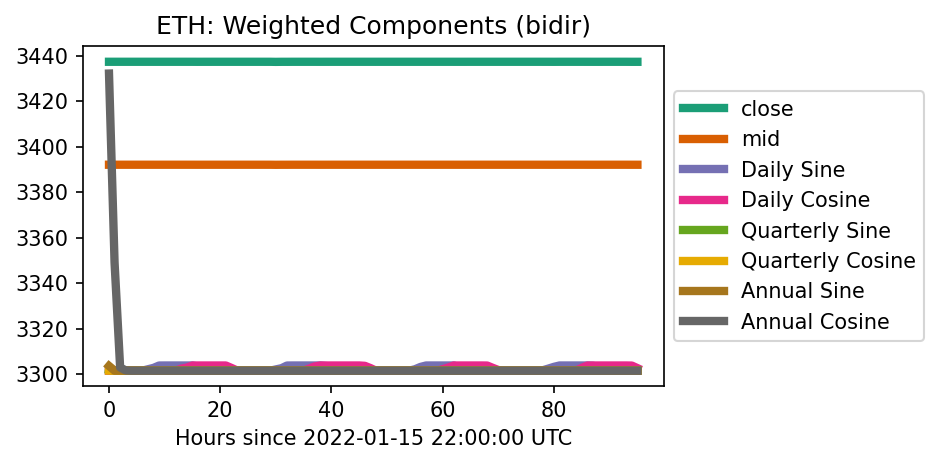 ETH: Weighted Components (bidir)
3440
3420
3400
3380
3360
3340
3320
3300
0 20 40 60 80
Hours since 2022-01-15 22:00:00 UTC
close
mid
Daily Sine
Daily Cosine
Quarterly Sine
Quarterly Cosine
Annual Sine
Annual Cosine